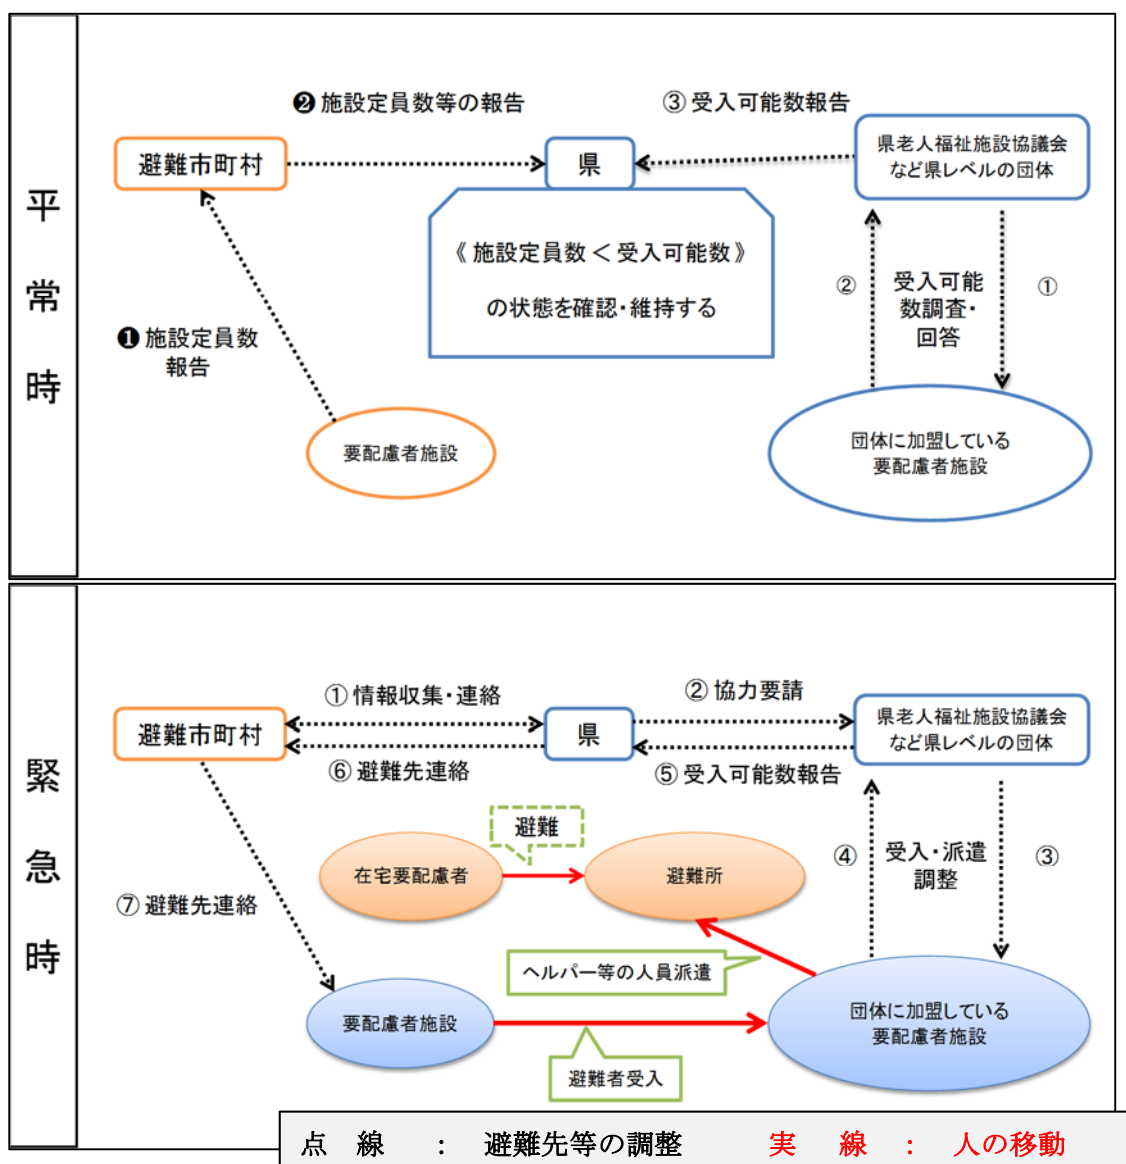 平常時
❷ 施設定員数等の報告
③ 受入可能数報告
避難市町村
県
県老人福祉施設協議会
など県レベルの団体
《 施設定員数 < 受入可能数 》
の状態を確認・維持する
②
受入可能
数調査・
回答
①
❶ 施設定員数
報告
要配慮者施設
団体に加盟している
要配慮者施設
緊急時
① 情報収集・連絡
② 協力要請
避難市町村
県
県老人福祉施設協議会
など県レベルの団体
⑥ 避難先連絡
⑤ 受入可能数報告
避難
在宅要配慮者
避難所
④
受入・派遣
調整
③
⑦ 避難先連絡
ヘルパー等の人員派遣
要配慮者施設
団体に加盟している
要配慮者施設
避難者受入
点 線 : 避難先等の調整 実 線 : 人の移動